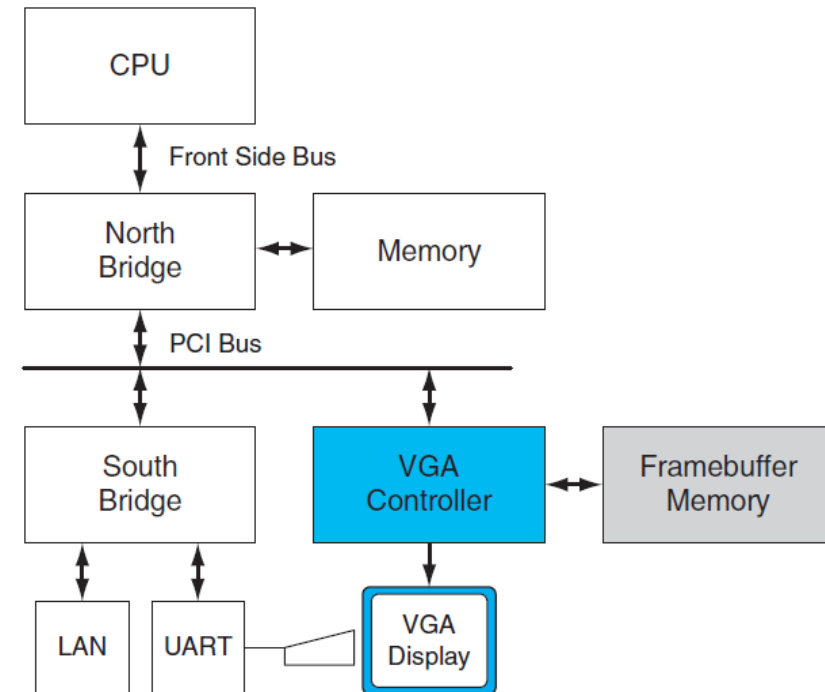 CPU
Front Side Bus
North
Bridge
Memory
PCI Bus
South
Bridge
VGA
Controller
Framebuffer
Memory
LAN
UART
VGA
Display